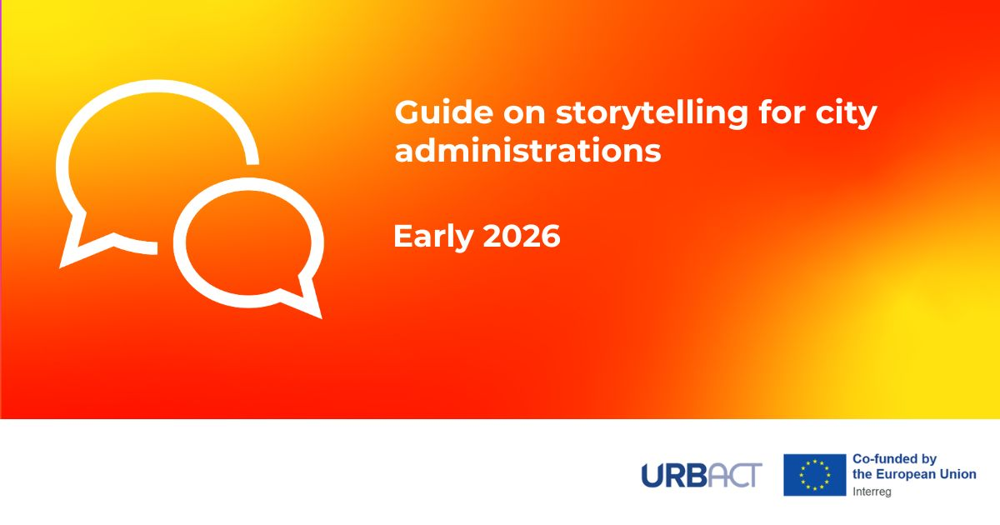 Guide on storytelling for city
administrations
Early 2026
URBACT
Co-funded by
the European Union
Interreg